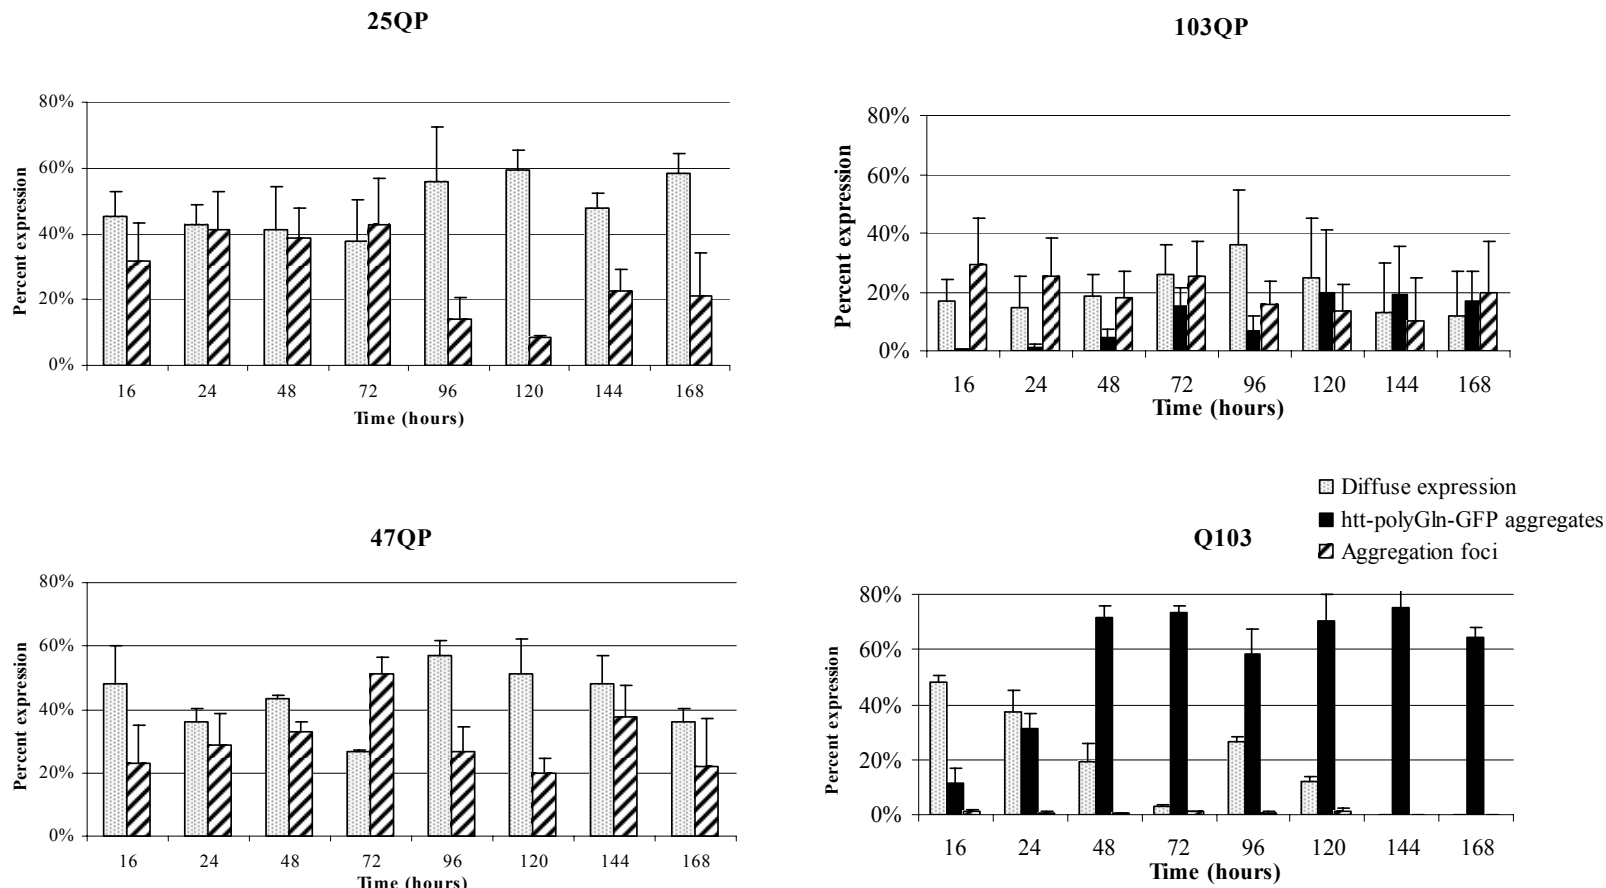 25QP
80%
60%
40%
20%
0%
Percent expression
16 24 48 72 96 120 144 168
Time (hours)
103QP
80%
60%
40%
20%
0%
Percent expression
16 24 48 72 96 120 144 168
Time (hours)
Diffuse expression
htt-polyGln-GFP aggregates
Aggregation foci
47QP
80%
60%
40%
20%
0%
Percent expression
16 24 48 72 96 120 144 168
Time (hours)
Q103
80%
60%
40%
20%
0%
Percent expression
16 24 48 72 96 120 144 168
Time (hours)